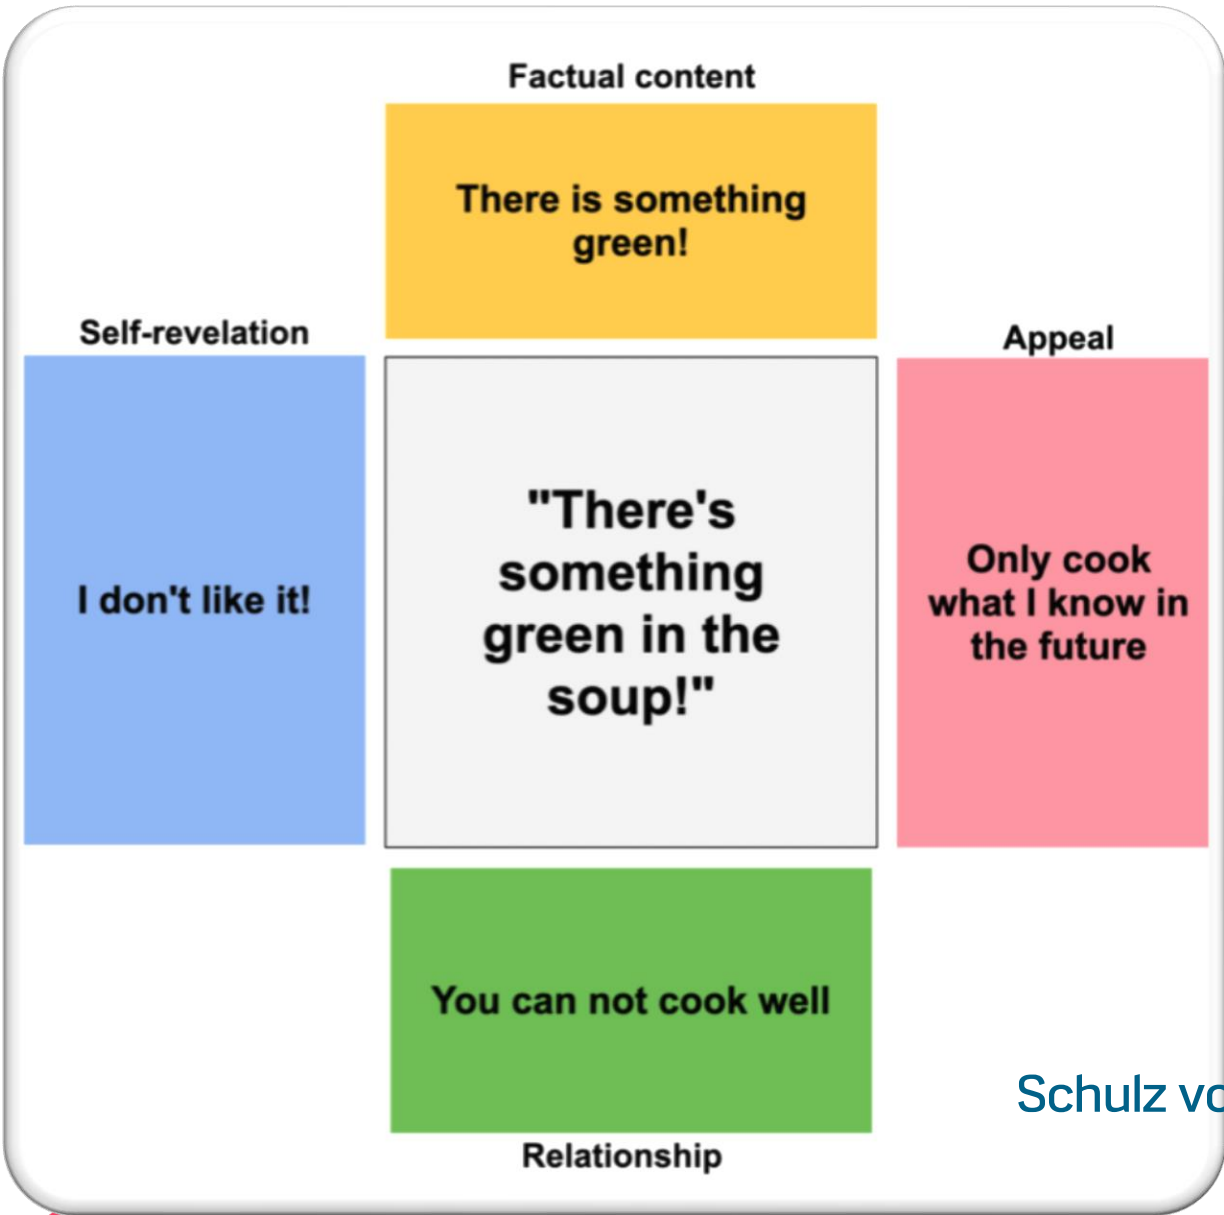 Factual content
There is something
green!
Self-revelation
Appeal
I don't like it!
"There's
something
green in the
soup!"
Only cook
what I know in
the future
You can not cook well
Schulz
Relationship